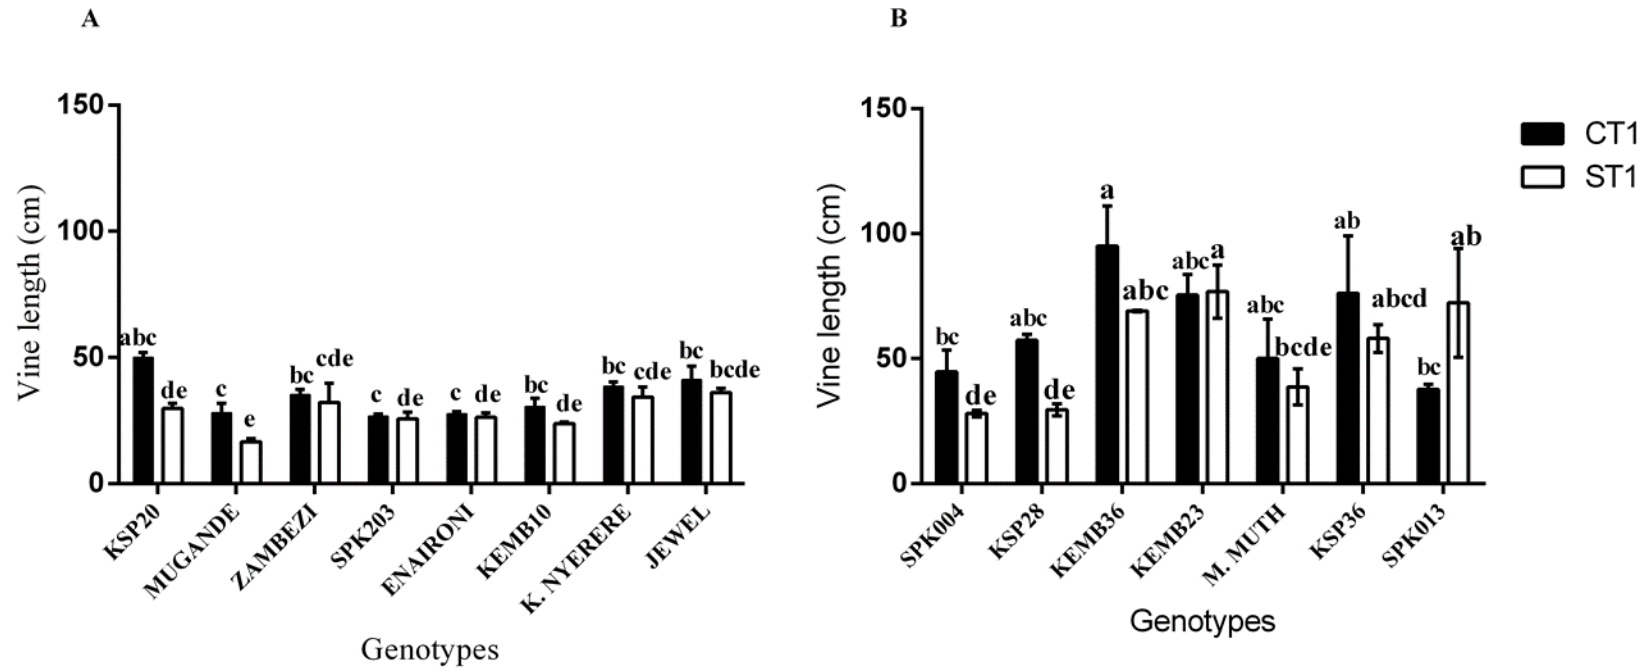 A
B
Vine length (cm)
150
100
50
0
abc
de
c
e
bc
cde
c
de
c
de
bc
de
bc
cde
bc
bcde
KSP20
MUGANDE
ZAMBEZI
SPK203
ENAIRONI
KEMB10
K. NYERERE
JEWEL
Genotypes
Vine length (cm)
150
100
50
0
bc
de
abc
de
a
abc
abc
a
abc
bcde
ab
abcd
bc
ab
SPK004
KSP28
KEMB36
KEMB23
M. MUTH
KSP36
SPK013
Genotypes
CT1
ST1